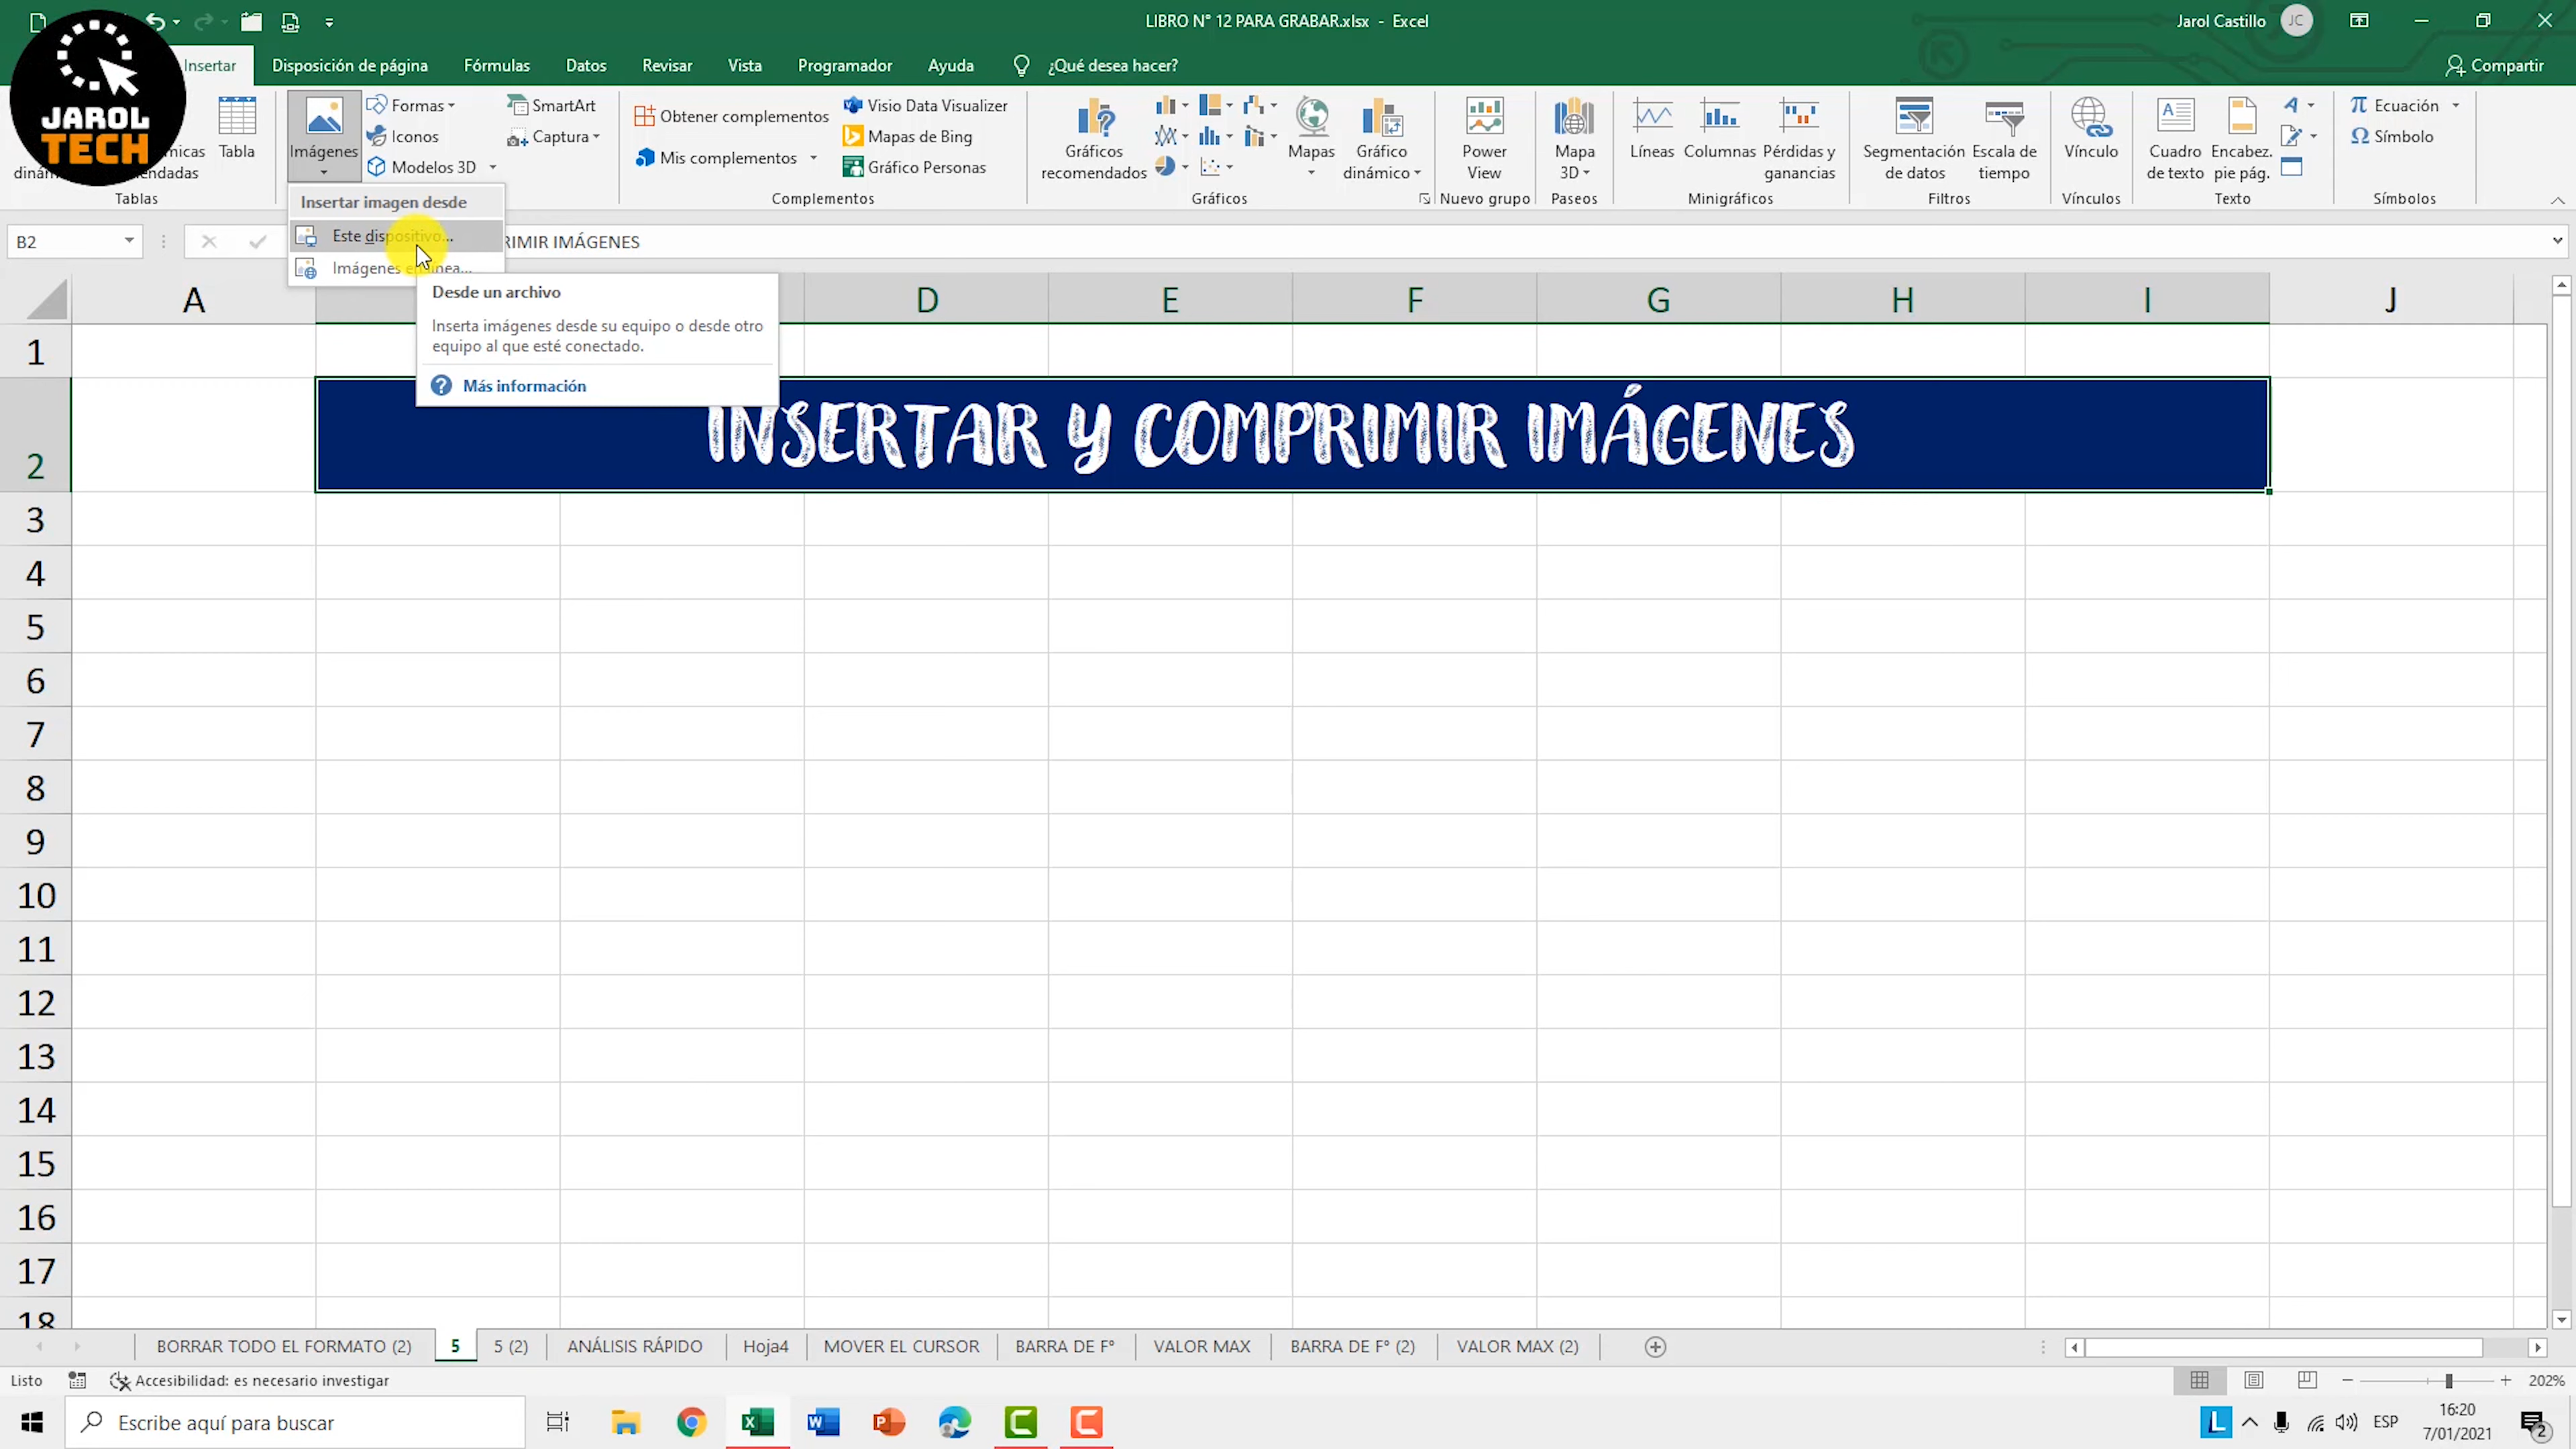 LIBRO N° 12 PARA GRABAR.xlsx - Excel
Jarol Castillo
JC
JAROL
TECH
Insertar
Disposición de página
Fórmulas
Datos
Revisar
Vista
Programador
Ayuda
¿Qué desea hacer?
Compartir
Tabla
Tablas
Imágenes
Formas
Iconos
Modelos 3D
SmartArt
Captura
Obtener complementos
Mis complementos
Visio Data Visualizer
Mapas de Bing
Gráfico Personas
Complementos
Gráficos
recomendados
Mapas
Gráfico
dinámico
Gráficos
Power
View
Nuevo grupo
Mapa
3D
Paseos
Líneas
Columnas
Pérdidas y
ganancias
Minigráficos
Segmentación
de datos
Escala de
tiempo
Filtros
Vínculo
Vínculos
Cuadro
de texto
Encabez.
pie pág.
Texto
Ecuación
Símbolo
Símbolos
Insertar imagen desde
Este dispositivo...
Imágenes en línea...
Desde un archivo
Inserta imágenes desde su equipo o desde otro
equipo al que esté conectado.
Más información
B2
RIMIR IMÁGENES
A D E F G H I J
1
2
INSERTAR Y COMPRIMIR IMÁGENES
3
4
5
6
7
8
9
10
11
12
13
14
15
16
17
18
BORRAR TODO EL FORMATO (2)
5
5 (2)
ANÁLISIS RÁPIDO
Hoja4
MOVER EL CURSOR
BARRA DE Fº
VALOR MAX
BARRA DE Fº (2)
VALOR MAX (2)
Listo
Accesibilidad: es necesario investigar
202%
Escribe aquí para buscar
ESP
16:20
7/01/2021
2